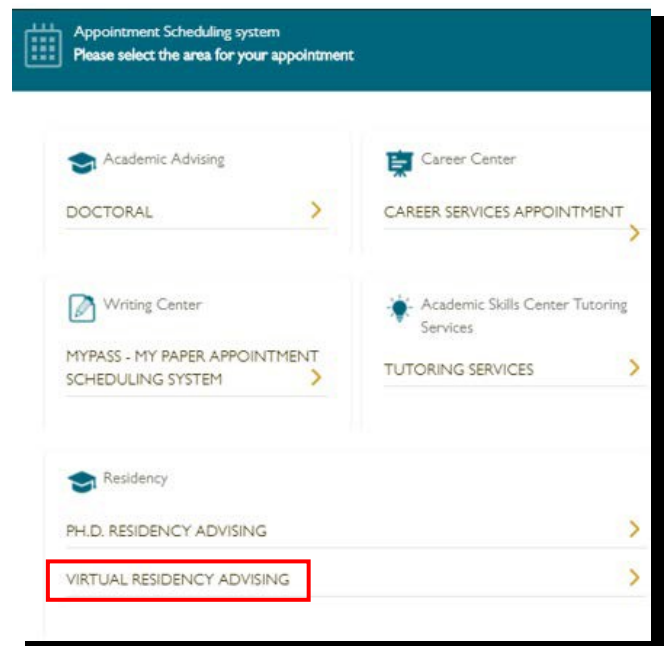 Appointment Scheduling system
Please select the area for your appointment
Academic Advising
DOCTORAL
Career Center
CAREER SERVICES APPOINTMENT
Writing Center
MYPASS - MY PAPER APPOINTMENT
SCHEDULING SYSTEM
Academic Skills Center Tutoring
Services
TUTORING SERVICES
Residency
PH.D. RESIDENCY ADVISING
VIRTUAL RESIDENCY ADVISING